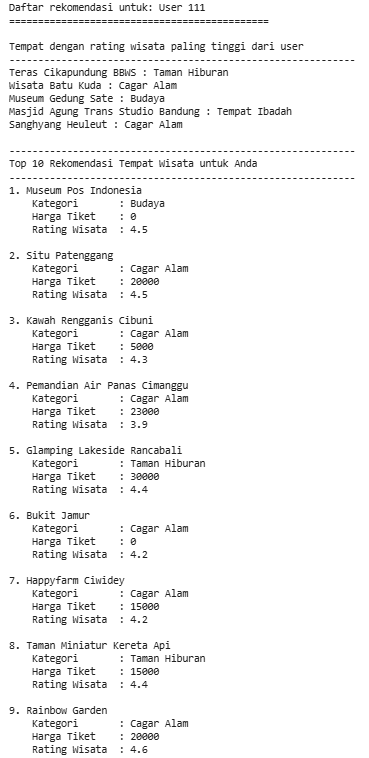 Daftar rekomendasi untuk: User 111
===========================================
Tempat dengan rating wisata paling tinggi dari user
----------------------------------------------------------
Teras Cikapundung BBWS : Taman Hiburan
Wisata Batu Kuda : Cagar Alam
Museum Gedung Sate : Budaya
Masjid Agung Trans Studio Bandung : Tempat Ibadah
Sanghyang Heuleut : Cagar Alam
----------------------------------------------------------
Top 10 Rekomendasi Tempat Wisata untuk Anda
----------------------------------------------------------
1. Museum Pos Indonesia
Kategori : Budaya
Harga Tiket : 0
Rating Wisata : 4.5
2. Situ Patenggang
Kategori : Cagar Alam
Harga Tiket : 20000
Rating Wisata : 4.5
3. Kawah Rengganis Cibuni
Kategori : Cagar Alam
Harga Tiket : 5000
Rating Wisata : 4.3
4. Pemandian Air Panas Cimanggu
Kategori : Cagar Alam
Harga Tiket : 23000
Rating Wisata : 3.9
5. Glamping Lakeside Rancabali
Kategori : Taman Hiburan
Harga Tiket : 30000
Rating Wisata : 4.4
6. Bukit Jamur
Kategori : Cagar Alam
Harga Tiket : 0
Rating Wisata : 4.2
7. Happyfarm Ciwidey
Kategori : Cagar Alam
Harga Tiket : 15000
Rating Wisata : 4.2
8. Taman Miniatur Kereta Api
Kategori : Taman Hiburan
Harga Tiket : 15000
Rating Wisata : 4.4
9. Rainbow Garden
Kategori : Cagar Alam
Harga Tiket : 20000
Rating Wisata : 4.6